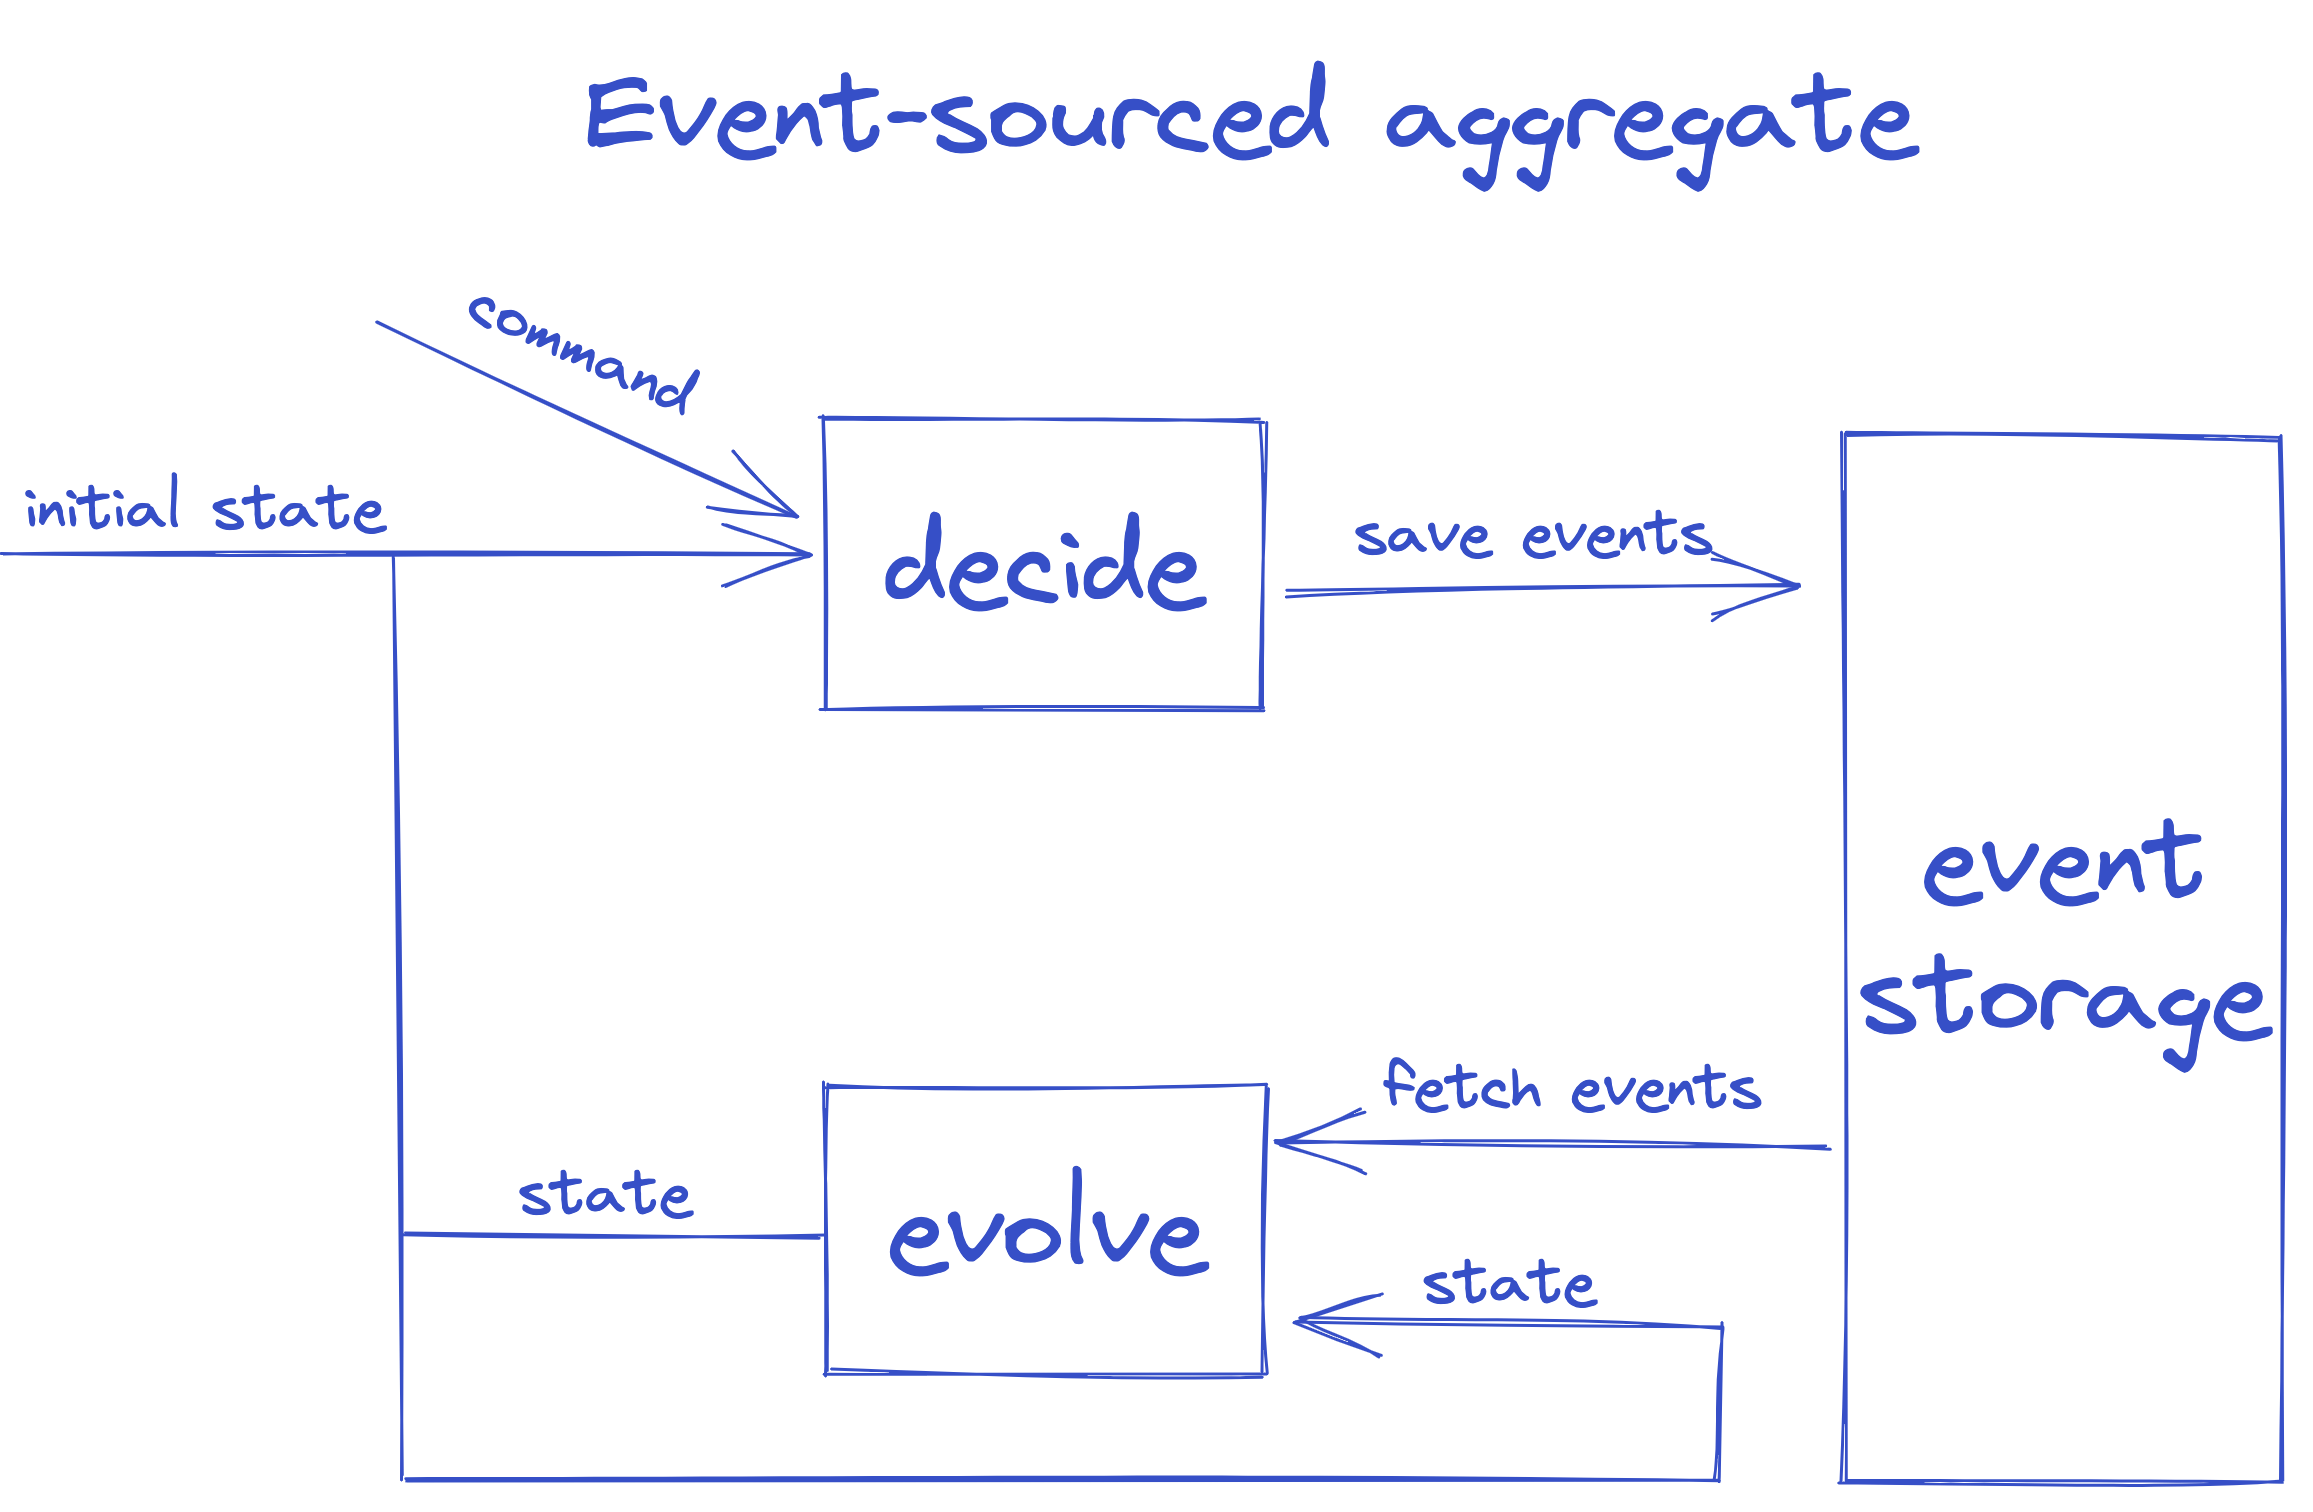 Event-sourced aggregate
command
initial state
decide
save events
event
storage
fetch events
state
evolve
state